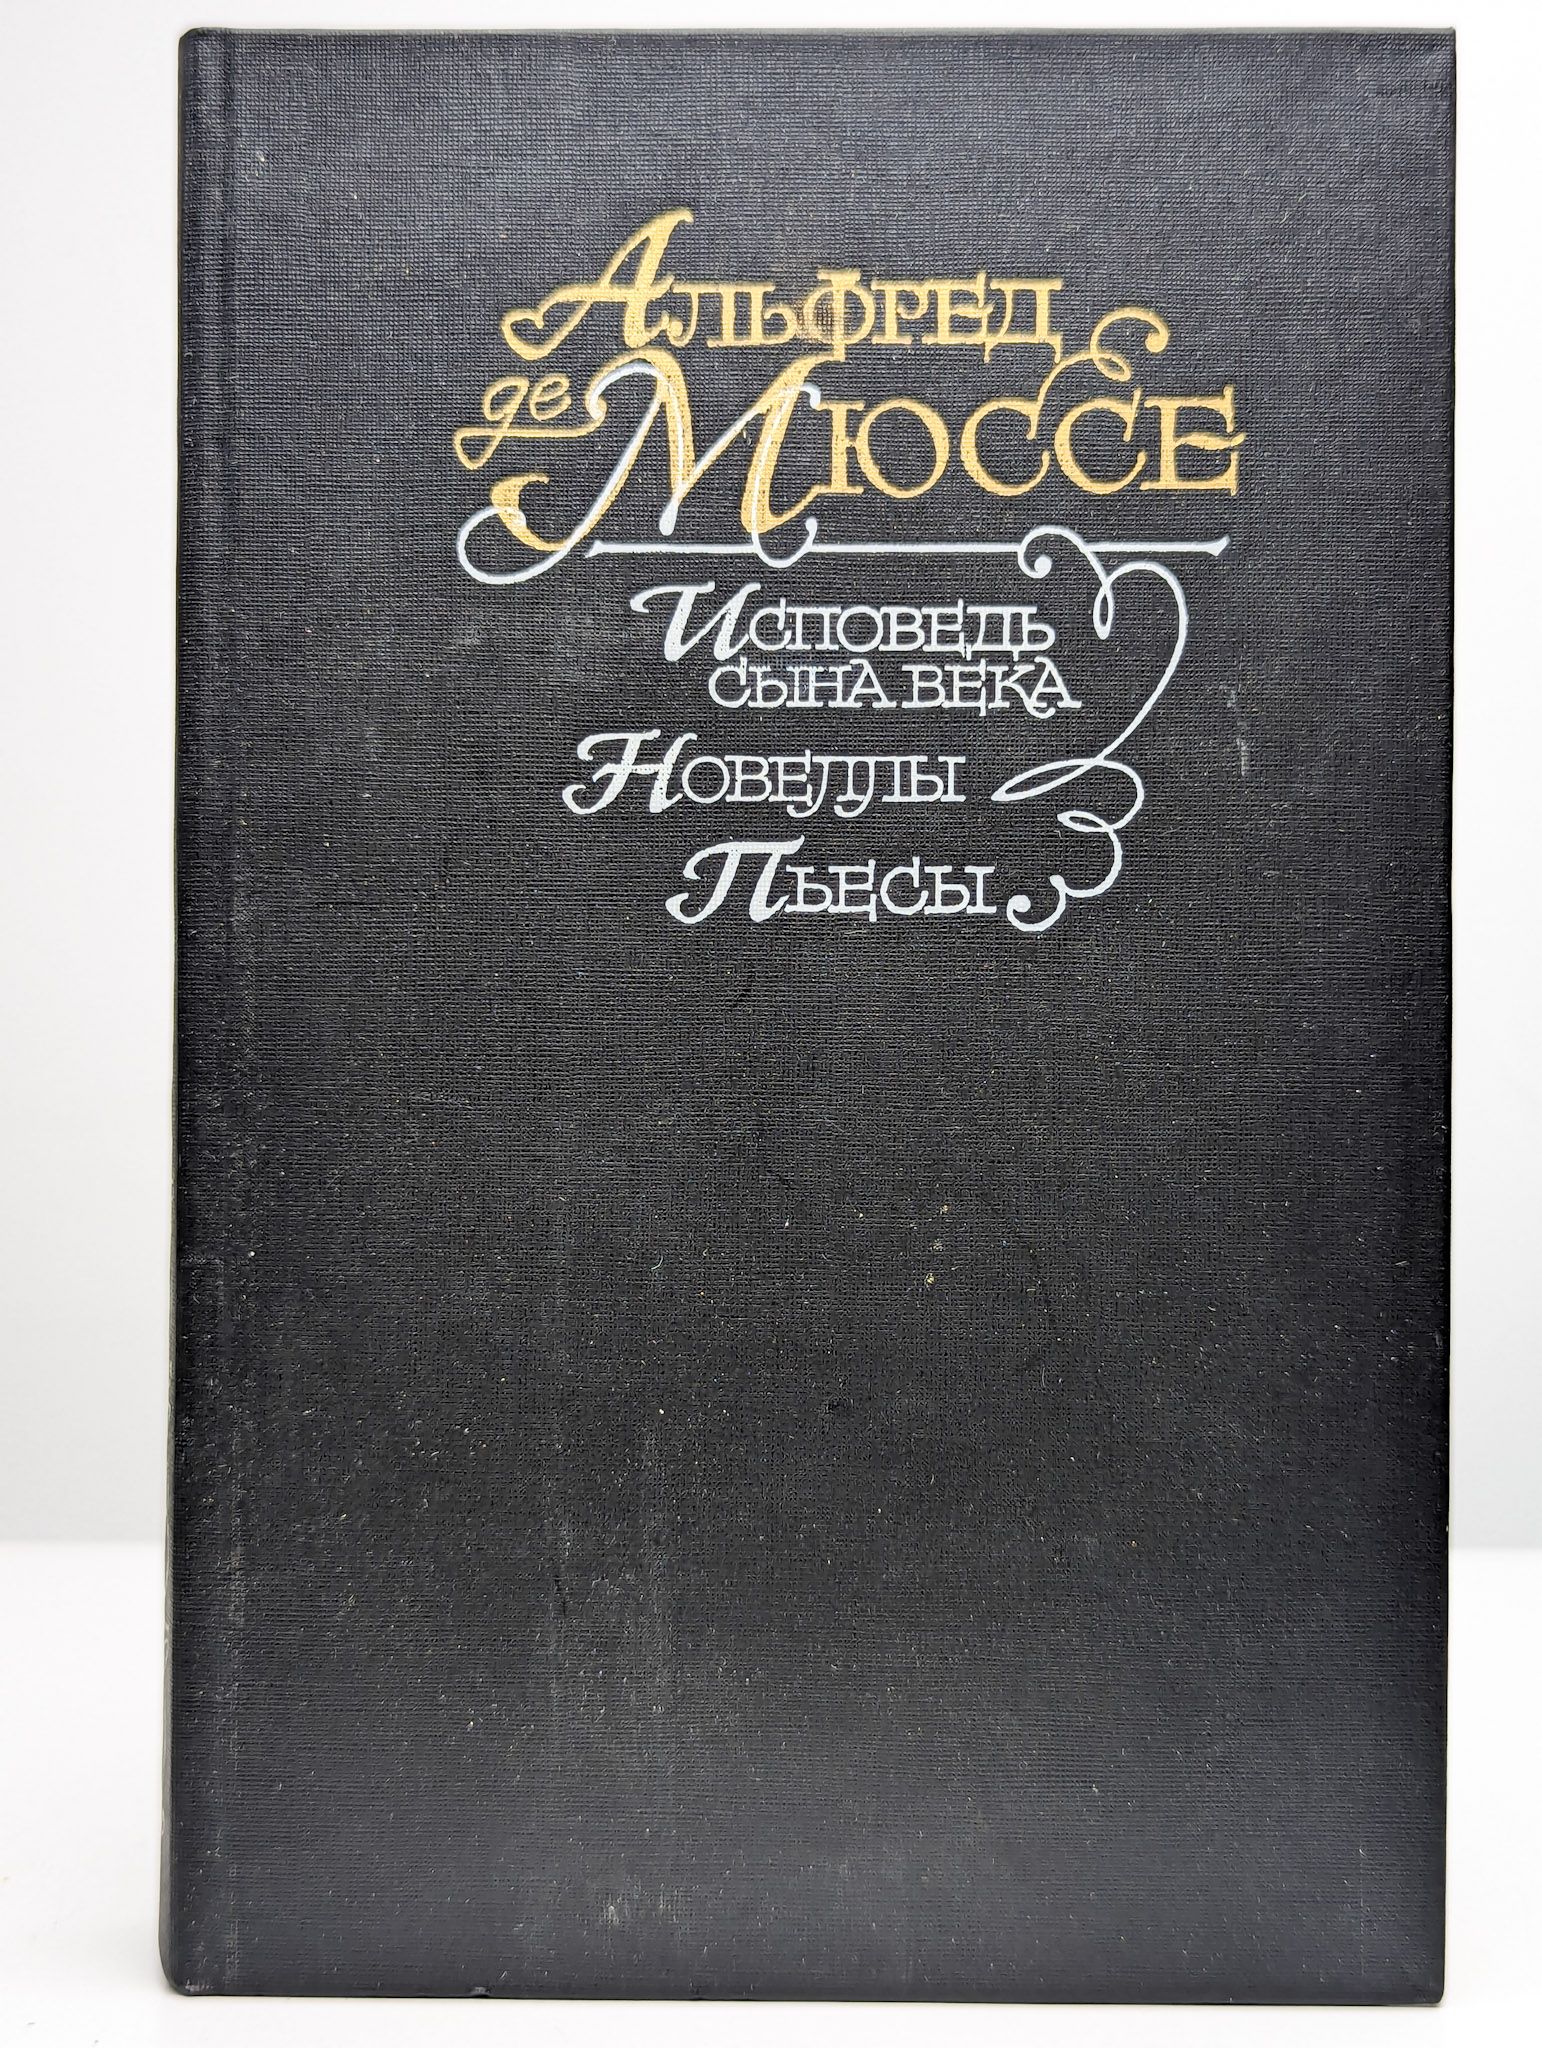 Альфред
де Мюссе
Исповедь
сына века
Новеллы
Пьесы